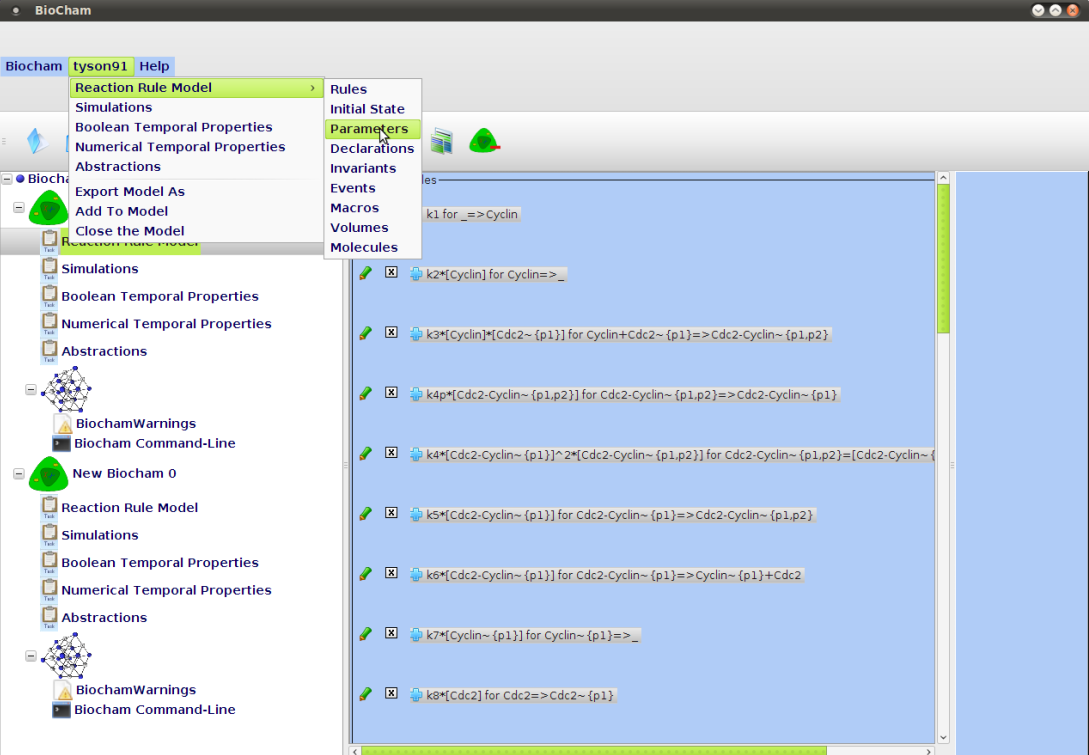 BioCham
Biocham tyson91 Help
Reaction Rule Model
Simulations
Boolean Temporal Properties
Numerical Temporal Properties
Abstractions
Export Model As
Add To Model
Close the Model
Rules
Initial State
Parameters
Declarations
Invariants
Events
Macros
Volumes
Molecules
Reaction Rule Model
Simulations
Boolean Temporal Properties
Numerical Temporal Properties
Abstractions
BiochamWarnings
Biocham Command-Line
New Biocham 0
Reaction Rule Model
Simulations
Boolean Temporal Properties
Numerical Temporal Properties
Abstractions
BiochamWarnings
Biocham Command-Line
k1 for _=>Cyclin
k2*[Cyclin] for Cyclin=>_
k3*[Cyclin]*[Cdc2~{p1}] for Cyclin+Cdc2~{p1}=>Cdc2-Cyclin~{p1,p2}
k4p*[Cdc2-Cyclin~{p1,p2}] for Cdc2-Cyclin~{p1,p2}=>Cdc2-Cyclin~{p1}
k4*[Cdc2-Cyclin~{p1}]^2*[Cdc2-Cyclin~{p1,p2}] for Cdc2-Cyclin~{p1,p2}=[Cdc2-Cyclin~{
k5*[Cdc2-Cyclin~{p1}] for Cdc2-Cyclin~{p1}=>Cdc2-Cyclin~{p1,p2}
k6*[Cdc2-Cyclin~{p1}] for Cdc2-Cyclin~{p1}=>Cyclin~{p1}+Cdc2
k7*[Cyclin~{p1}] for Cyclin~{p1}=>_
k8*[Cdc2] for Cdc2=>Cdc2~{p1}